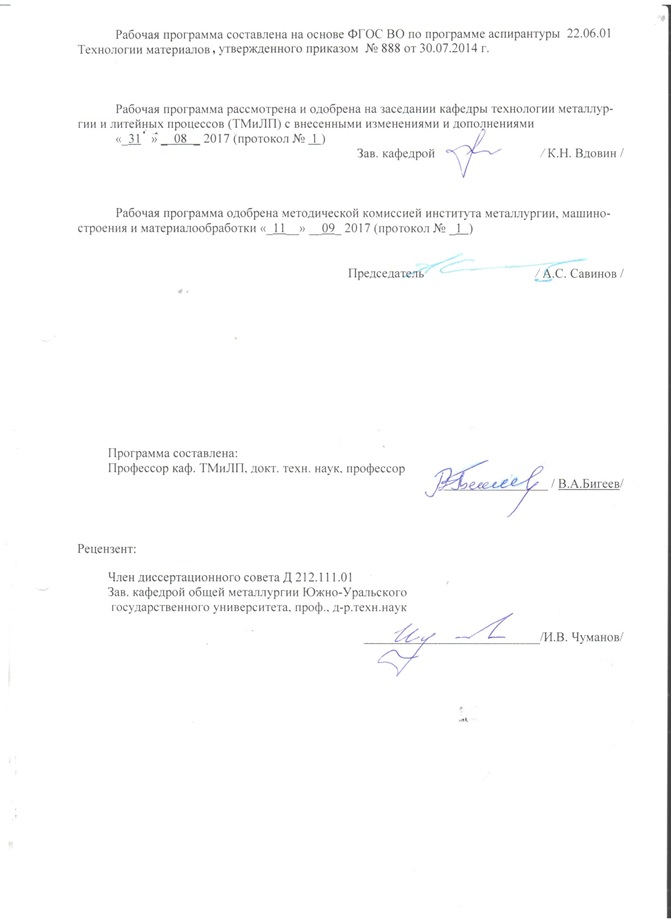 Рабочая программа составлена на основе ФГОС ВО по программе аспирантуры 22.06.01
Технологии материалов, утвержденного приказом № 888 от 30.07.2014 г.
Рабочая программа рассмотрена и одобрена на заседании кафедры технологии металлур-
гии и литейных процессов (ТМиЛП) с внесенными изменениями и дополнениями
«_31_» _ 08 _ 2017 (протокол № _1_)
Зав. кафедрой / К.Н. Вдовин /
Рабочая программа одобрена методической комиссией института металлургии, машино-
строения и материалообработки «_11__» __09_ 2017 (протокол № _1_)
Председатель / А.С. Савинов /
Программа составлена:
Профессор каф. ТМиЛП, докт. техн. наук, профессор
/ В.А.Бигеев/
Рецензент:
Член диссертационного совета Д 212.111.01
Зав. кафедрой общей металлургии Южно-Уральского
государственного университета, проф., д-р.техн.наук
/И.В. Чуманов/